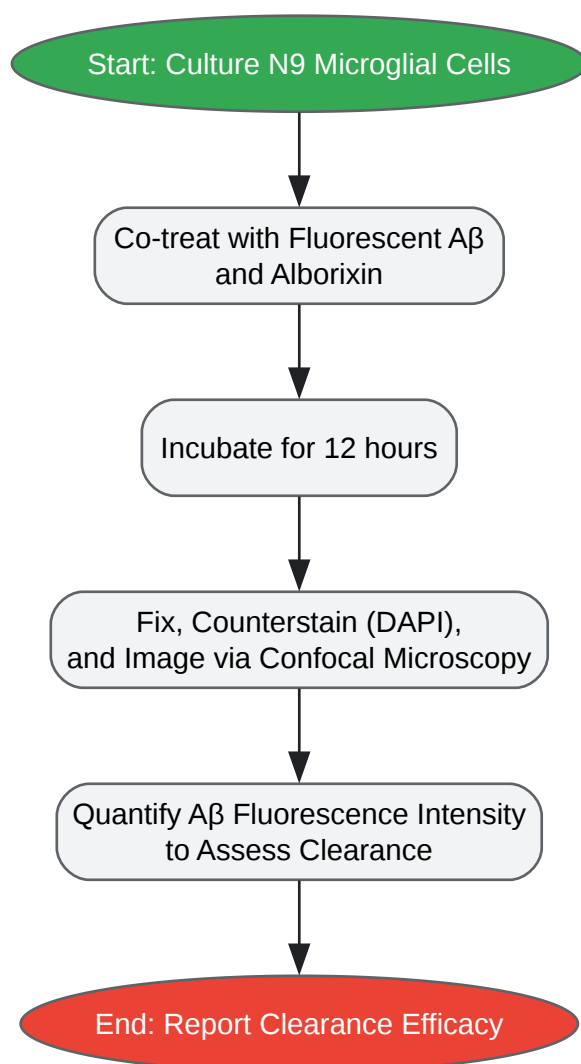 Start: Culture N9 Microglial Cells
Co-treat with Fluorescent Aβ
and Alborixin
Incubate for 12 hours
Fix, Counterstain (DAPI),
and Image via Confocal Microscopy
Quantify Aβ Fluorescence Intensity
to Assess Clearance
End: Report Clearance Efficacy